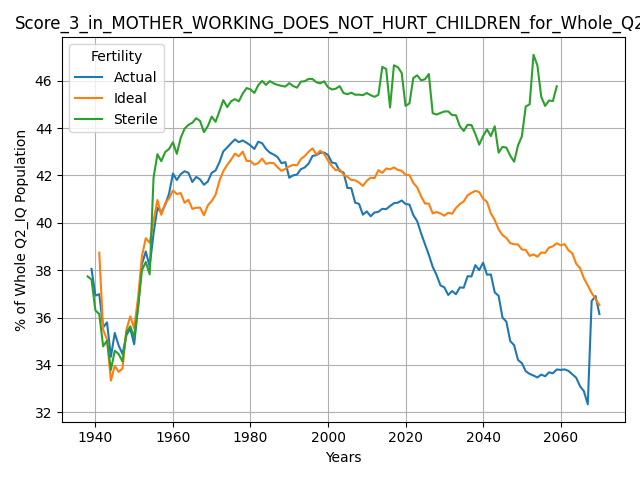 Score_3_in_MOTHER_WORKING_DOES_NOT_HURT_CHILDREN_for_Whole_Q2
Fertility
Actual
Ideal
Sterile
% of Whole Q2_IQ Population
46
44
42
40
38
36
34
32
1940 1960 1980 2000 2020 2040 2060
Years